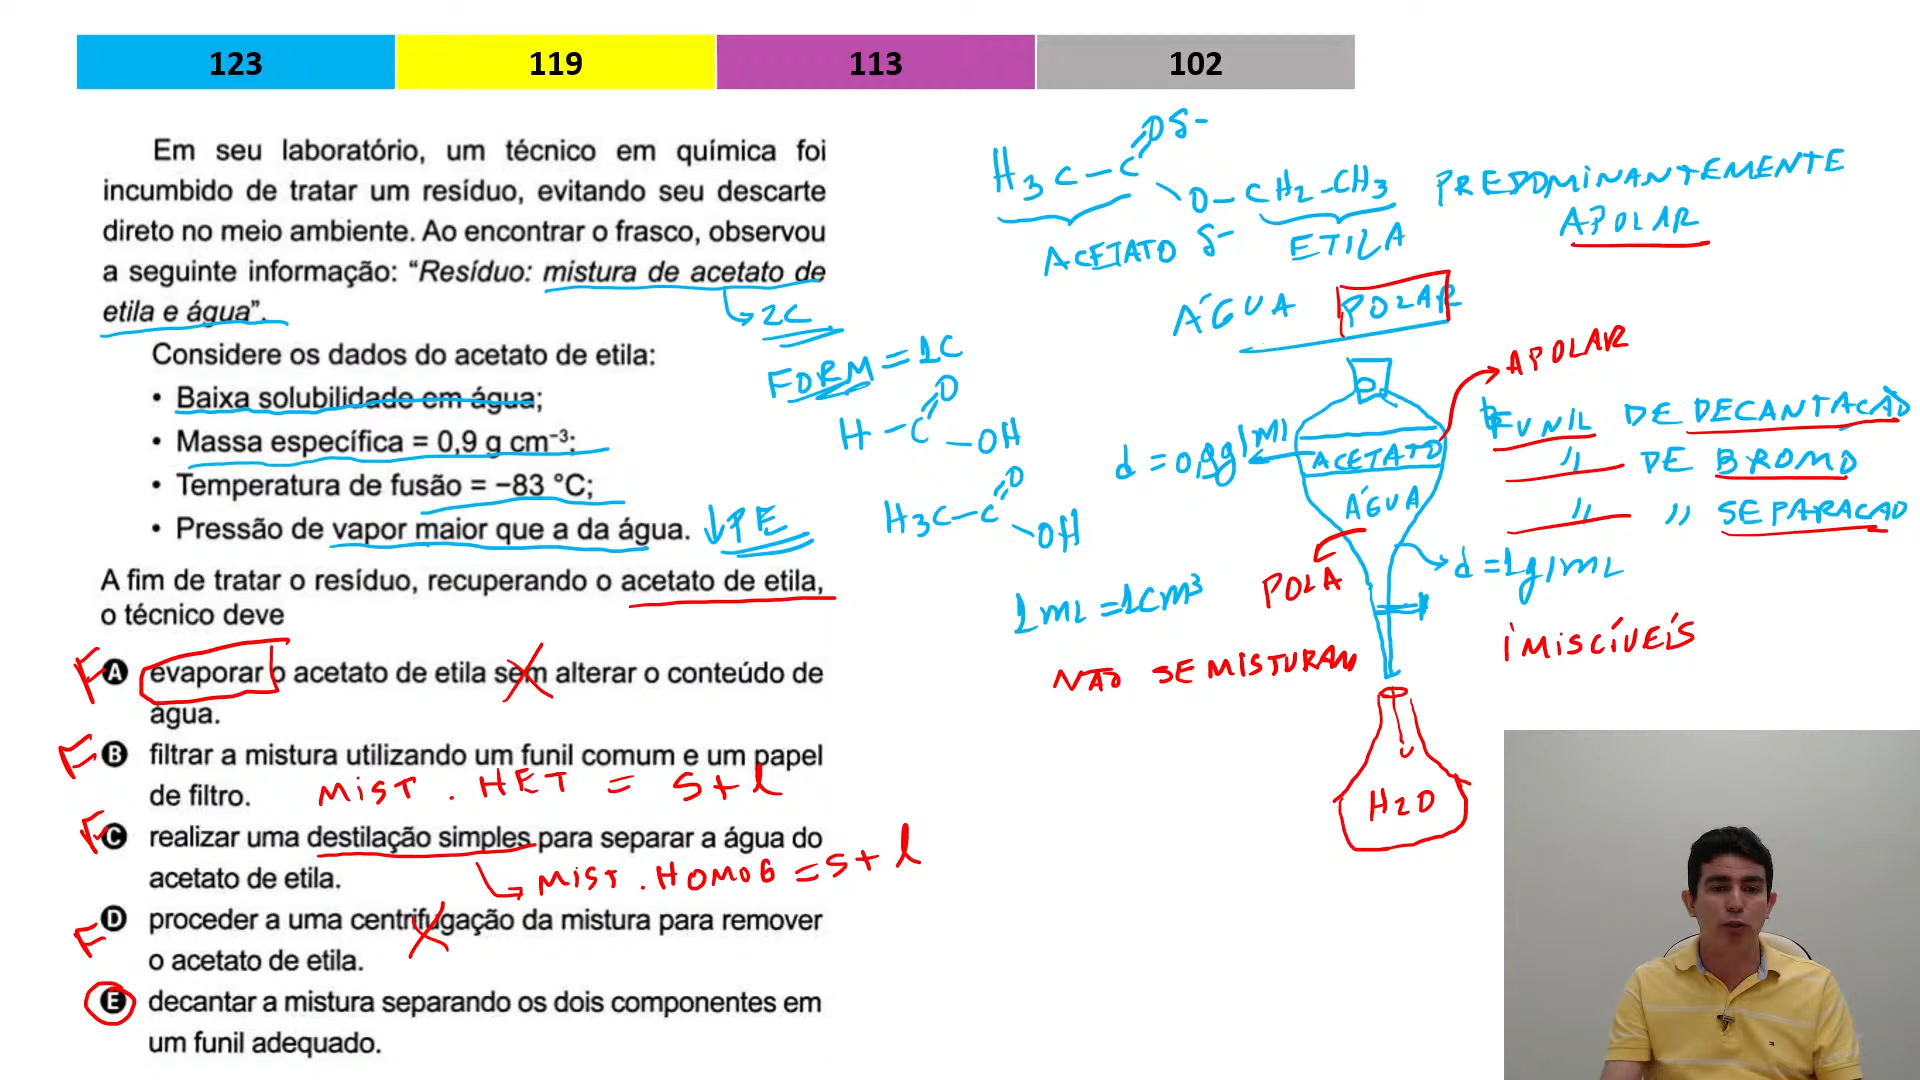 123 119 113 102
Em seu laboratório, um técnico em química foi
incumbido de tratar um resíduo, evitando seu descarte
direto no meio ambiente. Ao encontrar o frasco, observou
a seguinte informação: “Resíduo: mistura de acetato de
etila e água”.
2C
Considere os dados do acetato de etila:
• Baixa solubilidade em água;
• Massa específica = 0,9 g cm⁻³;
• Temperatura de fusão = −83 °C;
• Pressão de vapor maior que a da água.
↓PE
A fim de tratar o resíduo, recuperando o acetato de etila,
o técnico deve
F A evaporar o acetato de etila sem alterar o conteúdo de
água.
F B filtrar a mistura utilizando um funil comum e um papel
de filtro.
MIST. HET = S+l
F C realizar uma destilação simples para separar a água do
acetato de etila.
MIST. HOMOG = S+l
F D proceder a uma centrifugação da mistura para remover
o acetato de etila.
E decantar a mistura separando os dois componentes em
um funil adequado.
FORM = 1C
H-C
O
-OH
H3C-C
O
OH
O δ-
H3C-C
O-CH2-CH3
ACETATO δ-
ETILA
PREDOMINANTEMENTE
APOLAR
ÁGUA POLAR
APOLAR
d = 0,9g/ml
ACETATO
ÁGUA
POLA
d = 1g/mL
1mL = 1cm³
NÃO SE MISTURAM
IMISCÍVEIS
FUNIL DE DECANTACAO
" DE BROMO
" " SEPARACAO
H2O